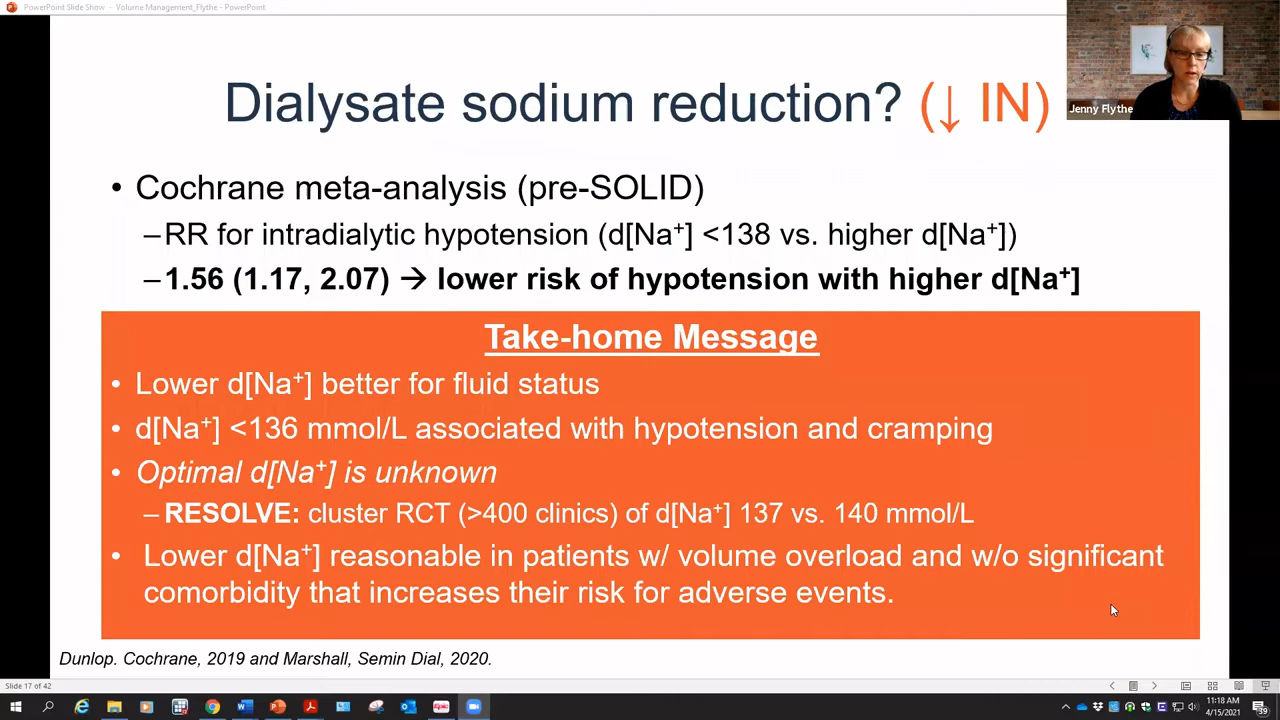 PowerPoint Slide Show - Volume Management_Flythe - PowerPoint
Jenny Flythe
Dialysate sodium reduction? (↓ IN)
• Cochrane meta-analysis (pre-SOLID)
–RR for intradialytic hypotension (d[Na⁺] <138 vs. higher d[Na⁺])
–1.56 (1.17, 2.07) → lower risk of hypotension with higher d[Na⁺]
Take-home Message
• Lower d[Na⁺] better for fluid status
• d[Na⁺] <136 mmol/L associated with hypotension and cramping
• Optimal d[Na⁺] is unknown
– RESOLVE: cluster RCT (>400 clinics) of d[Na⁺] 137 vs. 140 mmol/L
• Lower d[Na⁺] reasonable in patients w/ volume overload and w/o significant
comorbidity that increases their risk for adverse events.
Dunlop. Cochrane, 2019 and Marshall, Semin Dial, 2020.
Slide 17 of 42
11:18 AM
4/15/2021